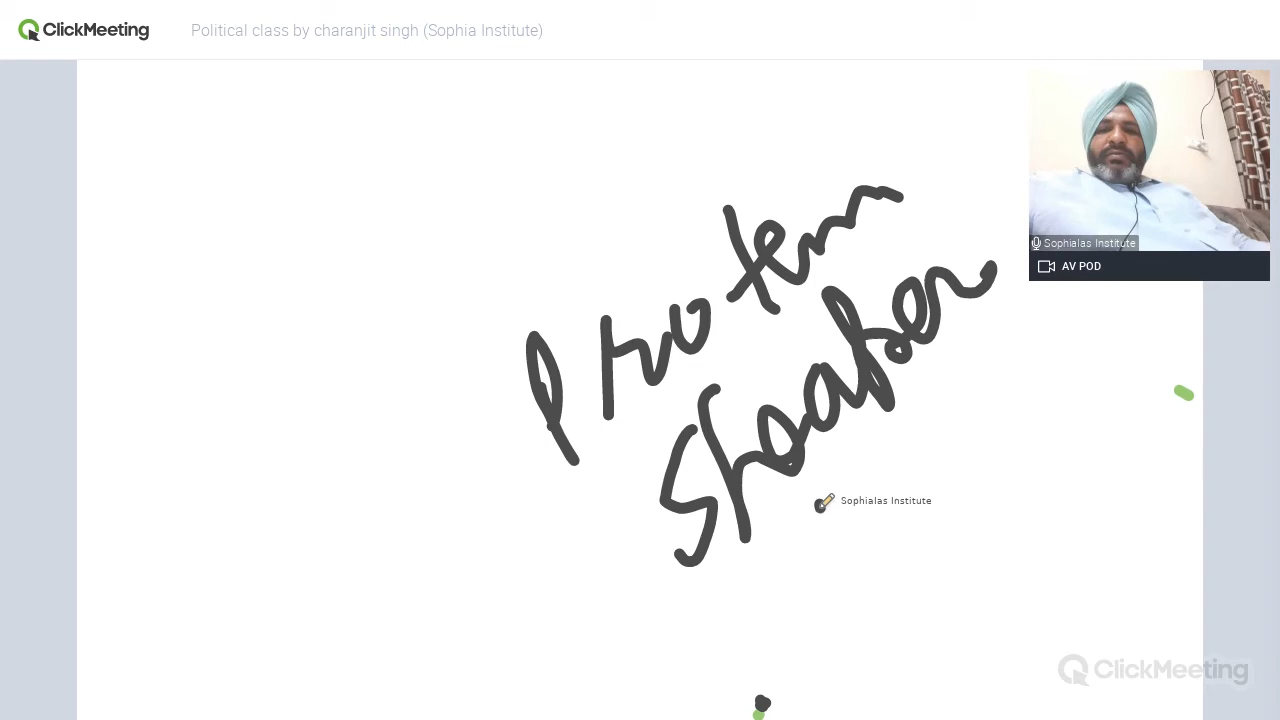 ClickMeeting
Political class by charanjit singh (Sophia Institute)
Protem
Speaker
Sophialas Institute
AV POD
Sophialas Institute
ClickMeeting